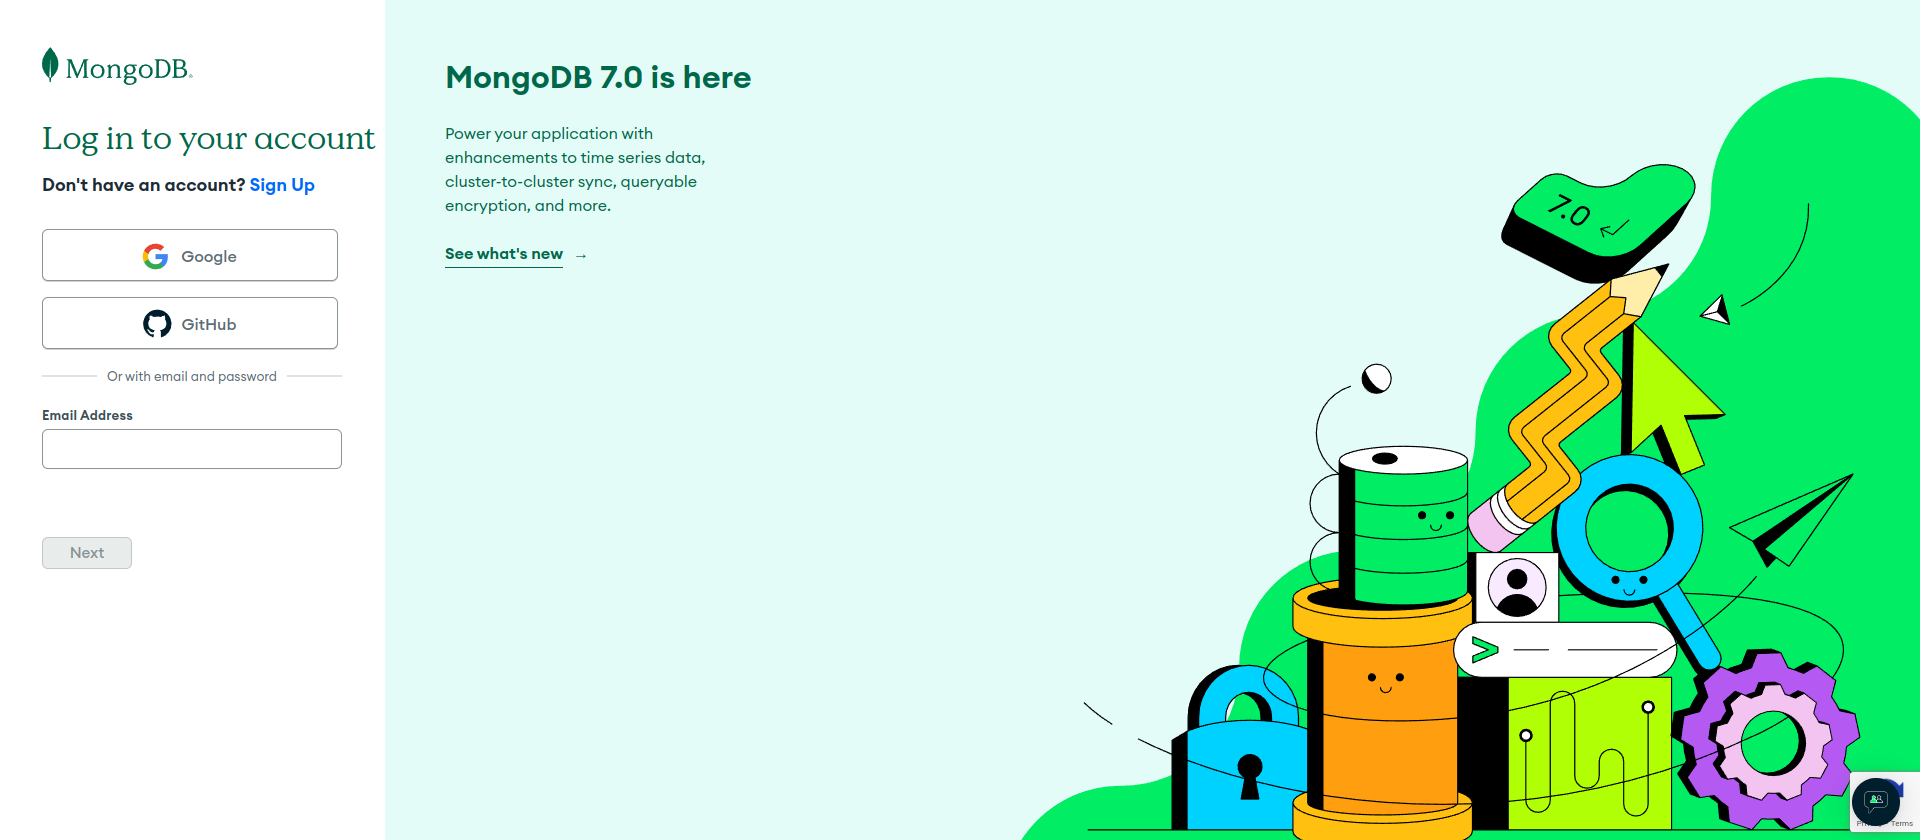 MongoDB
Log in to your account
Don't have an account? Sign Up
Google
GitHub
Or with email and password
Email Address
Next
MongoDB 7.0 is here
Power your application with
enhancements to time series data,
cluster-to-cluster sync, queryable
encryption, and more.
See what's new →
7.0
Terms